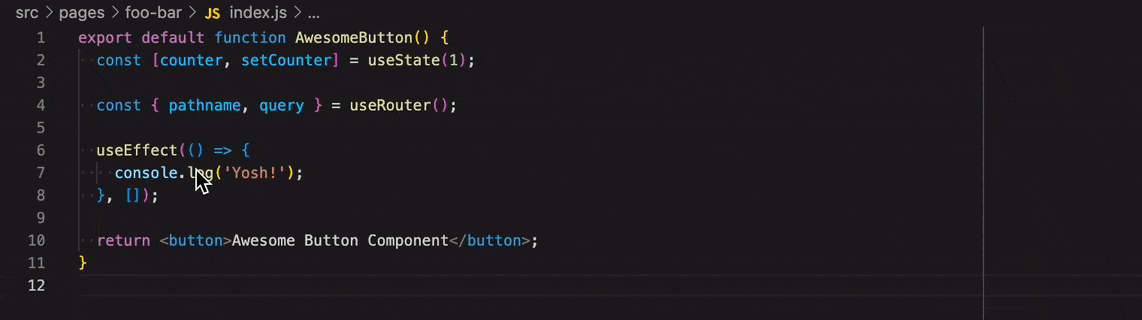 src > pages > foo-bar > JS index.js > ...
1 export default function AwesomeButton() {
2 const [counter, setCounter] = useState(1);
3
4 const { pathname, query } = useRouter();
5
6 useEffect(() => {
7 console.log('Yosh!');
8 }, []);
9
10 return <button>Awesome Button Component</button>;
11 }
12